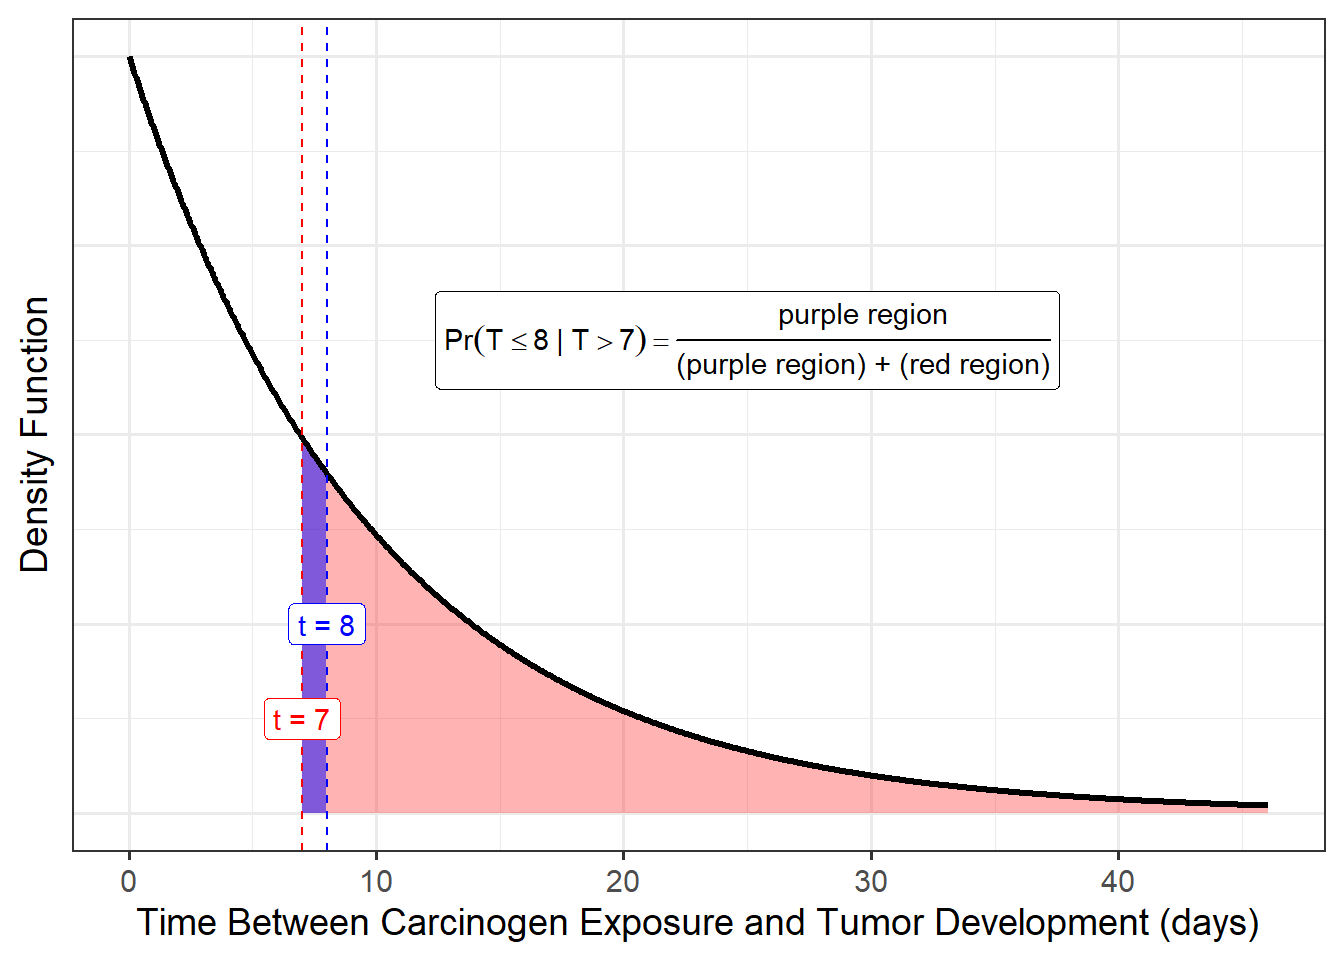 Density Function
purple region
Pr(T ≤ 8 | T > 7) =
(purple region) + (red region)
t = 8
t = 7
0 10 20 30 40
Time Between Carcinogen Exposure and Tumor Development (days)